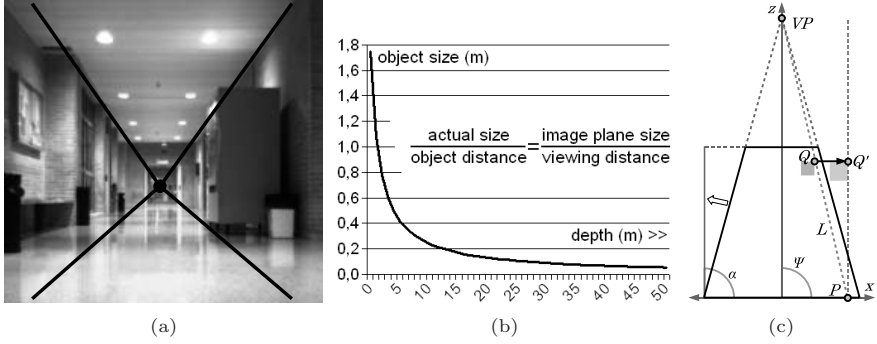 1,8
object size (m)
1,6
1,4
1,2
1,0
actual size = image plane size
object distance viewing distance
0,8
0,6
0,4
depth (m) >>
0,2
0,0
0 5 10 15 20 25 30 35 40 45 50
z
VP
Q Q'
L
α ψ P x
(a) (b) (c)